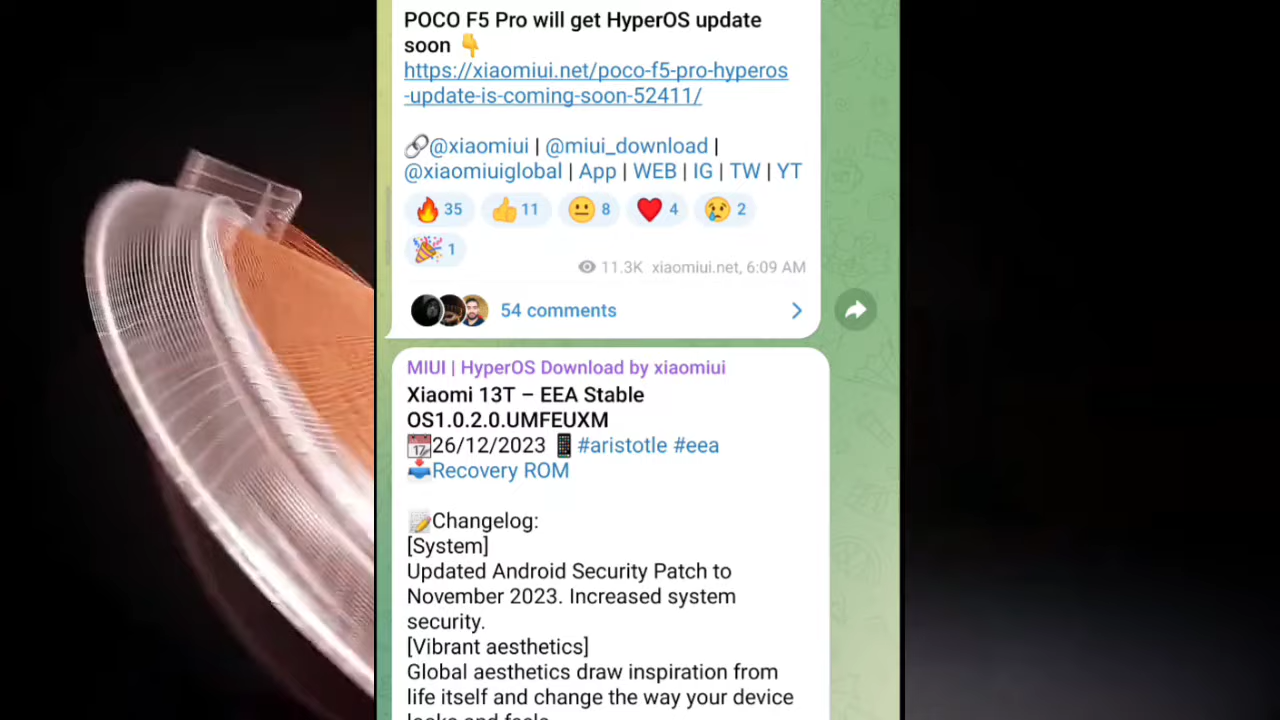 POCO F5 Pro will get HyperOS update
soon 👇
https://xiaomiui.net/poco-f5-pro-hyperos
-update-is-coming-soon-52411/
🔗@xiaomiui | @miui_download |
@xiaomiuiglobal | App | WEB | IG | TW | YT
🔥 35 👍 11 😐 8 ❤️ 4 😢 2
🎉 1
11.3K xiaomiui.net, 6:09 AM
54 comments
MIUI | HyperOS Download by xiaomiui
Xiaomi 13T – EEA Stable
OS1.0.2.0.UMFEUXM
📅26/12/2023 📱#aristotle #eea
📥Recovery ROM
📝Changelog:
[System]
Updated Android Security Patch to
November 2023. Increased system
security.
[Vibrant aesthetics]
Global aesthetics draw inspiration from
life itself and change the way your device
looks and feels